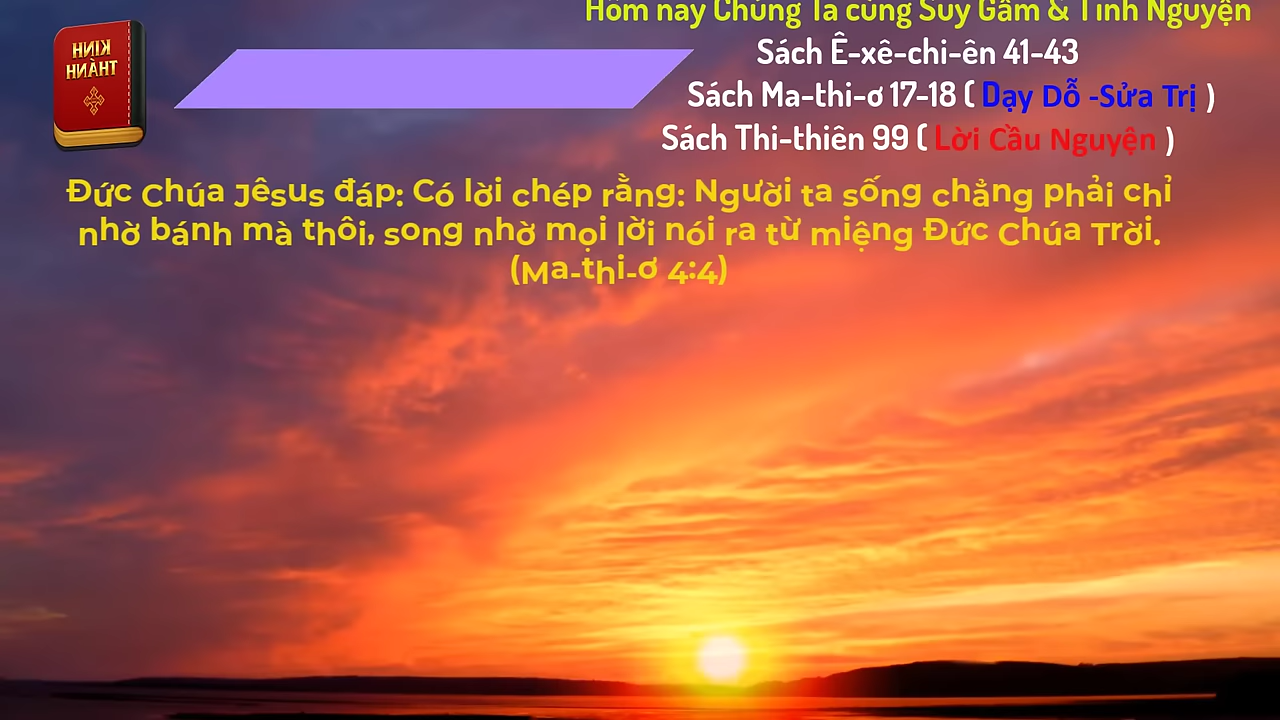 Hôm nay Chúng Ta cùng Suy Gẫm & Tĩnh Nguyện
KINH
THÀNH
Sách Ê-xê-chi-ên 41-43
Sách Ma-thi-ơ 17-18 ( Dạy Dỗ -Sửa Trị )
Sách Thi-thiên 99 ( Lời Cầu Nguyện )
Đức Chúa Jêsus đáp: Có lời chép rằng: Người ta sống chẳng phải chỉ
nhờ bánh mà thôi, song nhờ mọi lời nói ra từ miệng Đức Chúa Trời.
(Ma-thi-ơ 4:4)